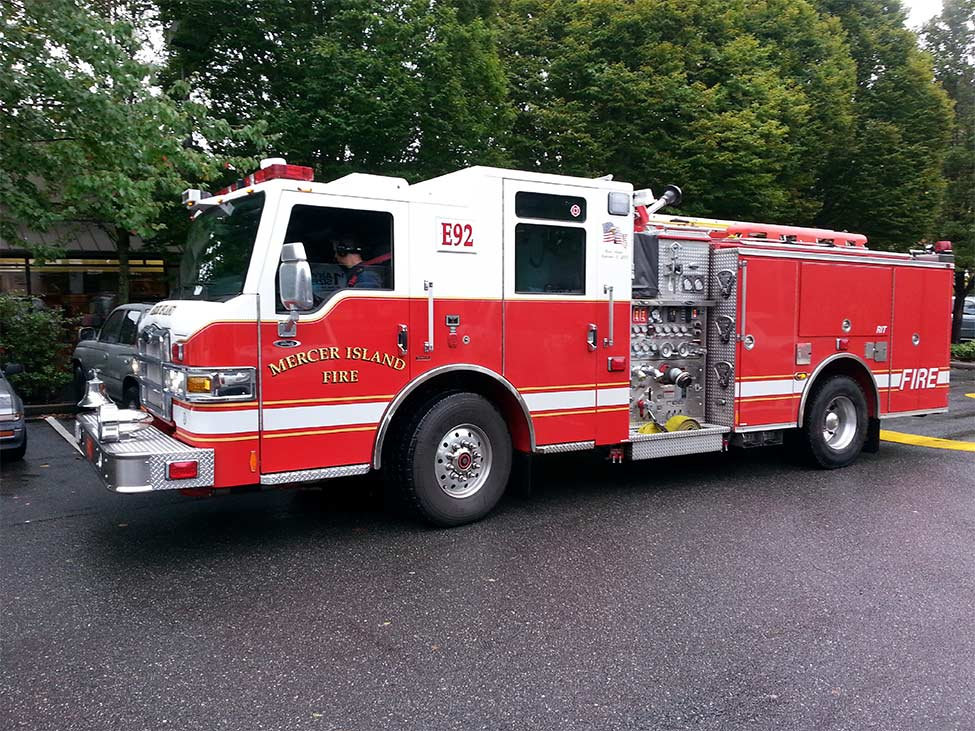 E92
MERCER ISLAND
FIRE
RIT
FIRE